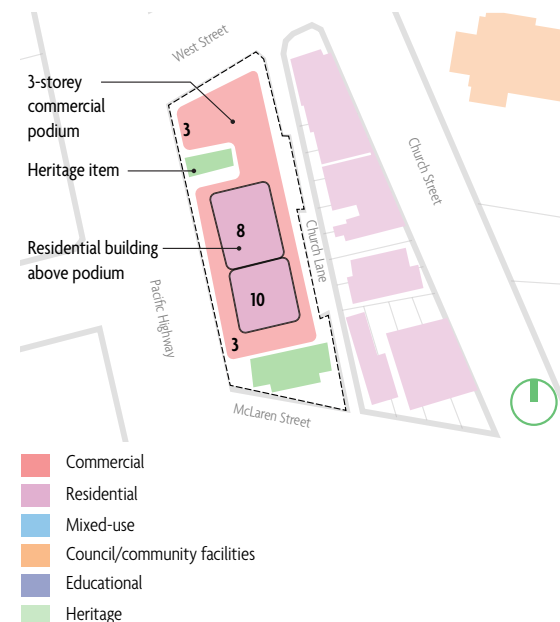 West Street
3-storey
commercial
podium
3
Heritage item
Church Street
8
Church Lane
Residential building
above podium
10
Pacific Highway
3
McLaren Street
Commercial
Residential
Mixed-use
Council/community facilities
Educational
Heritage